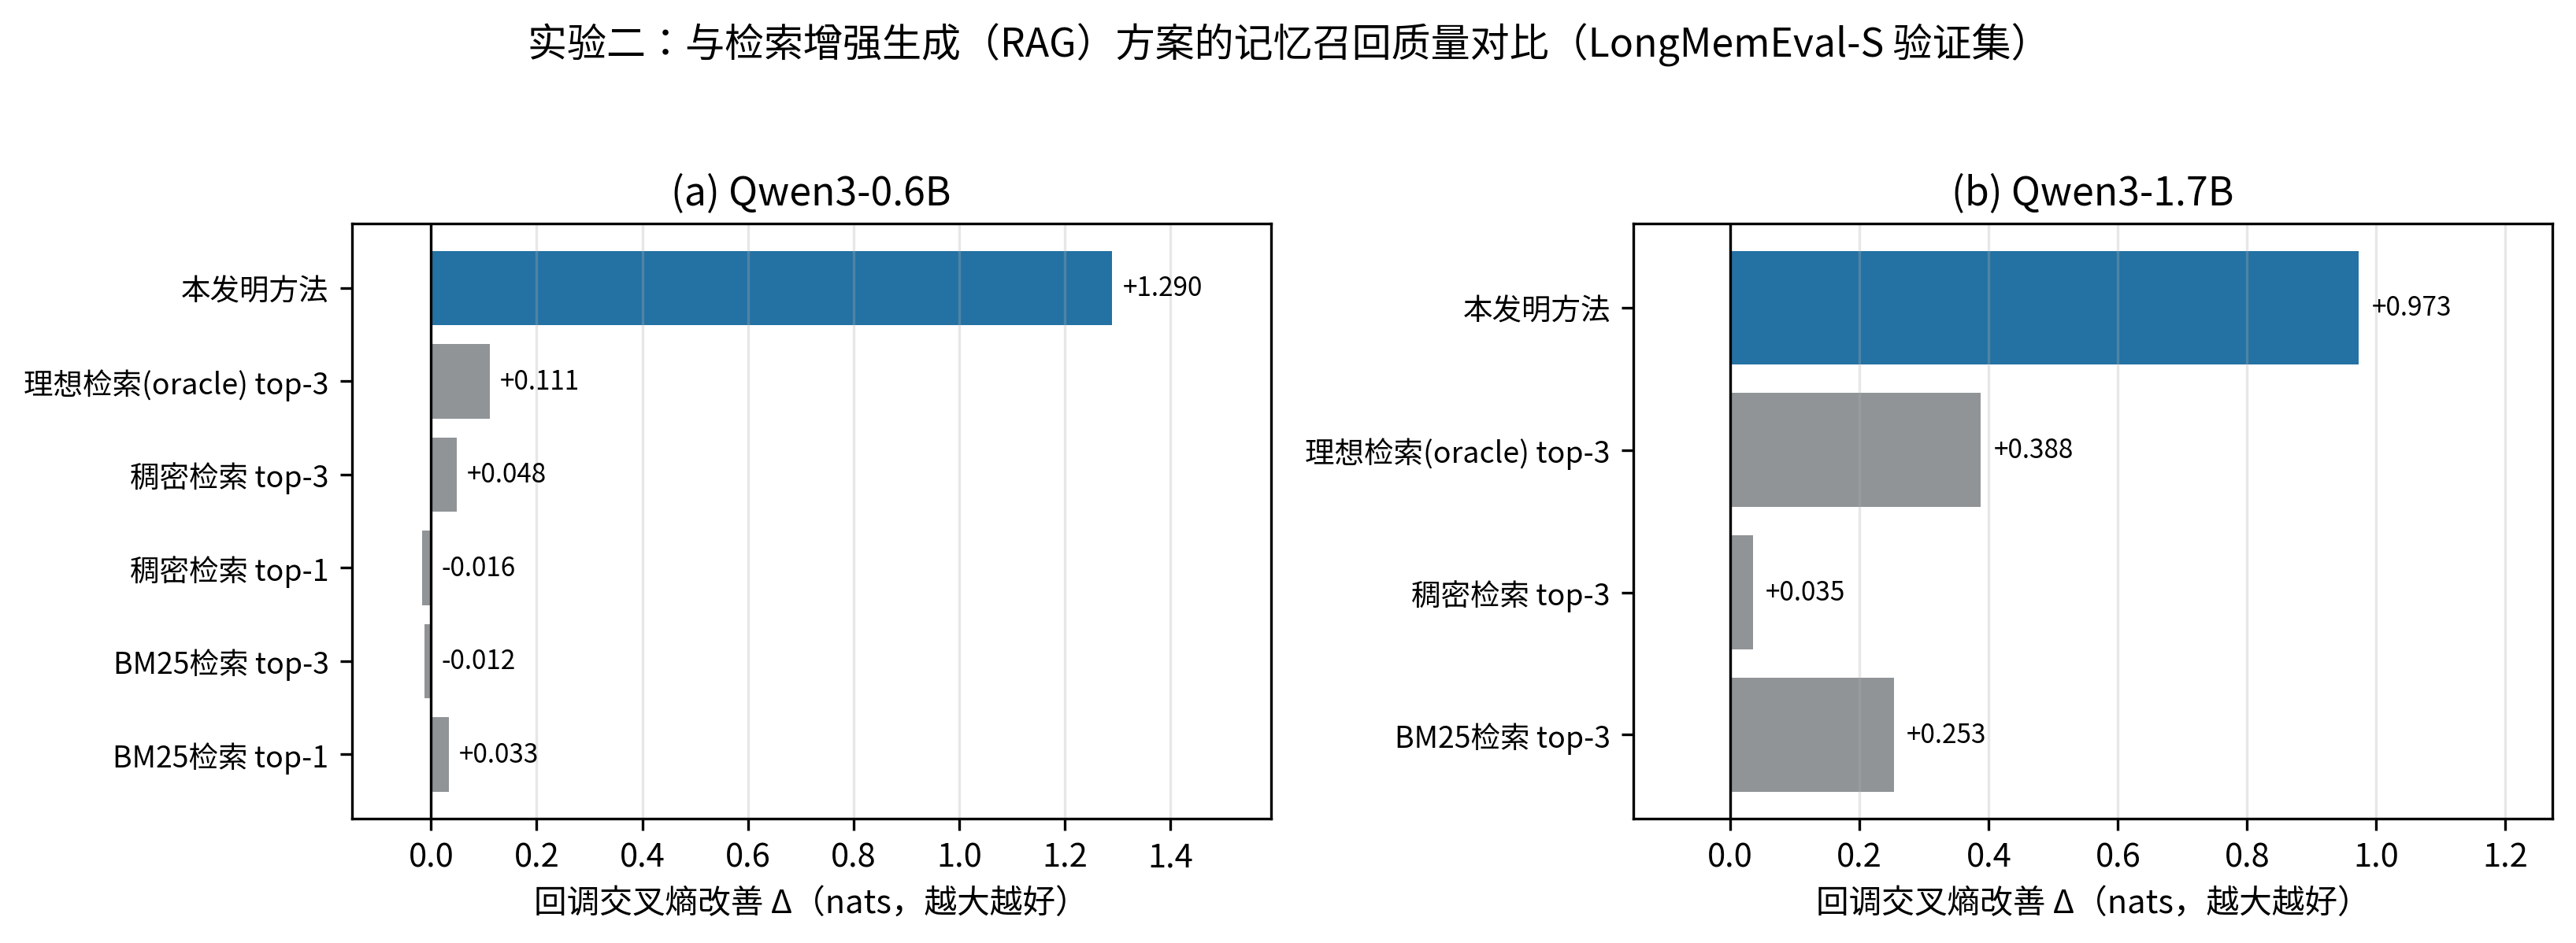 实验二：与检索增强生成（RAG）方案的记忆召回质量对比（LongMemEval-S 验证集）
(a) Qwen3-0.6B
本发明方法
+1.290
理想检索(oracle) top-3
+0.111
稠密检索 top-3
+0.048
稠密检索 top-1
-0.016
BM25检索 top-3
-0.012
BM25检索 top-1
+0.033
0.0 0.2 0.4 0.6 0.8 1.0 1.2 1.4
回调交叉熵改善 Δ（nats，越大越好）
(b) Qwen3-1.7B
本发明方法
+0.973
理想检索(oracle) top-3
+0.388
稠密检索 top-3
+0.035
BM25检索 top-3
+0.253
0.0 0.2 0.4 0.6 0.8 1.0 1.2
回调交叉熵改善 Δ（nats，越大越好）